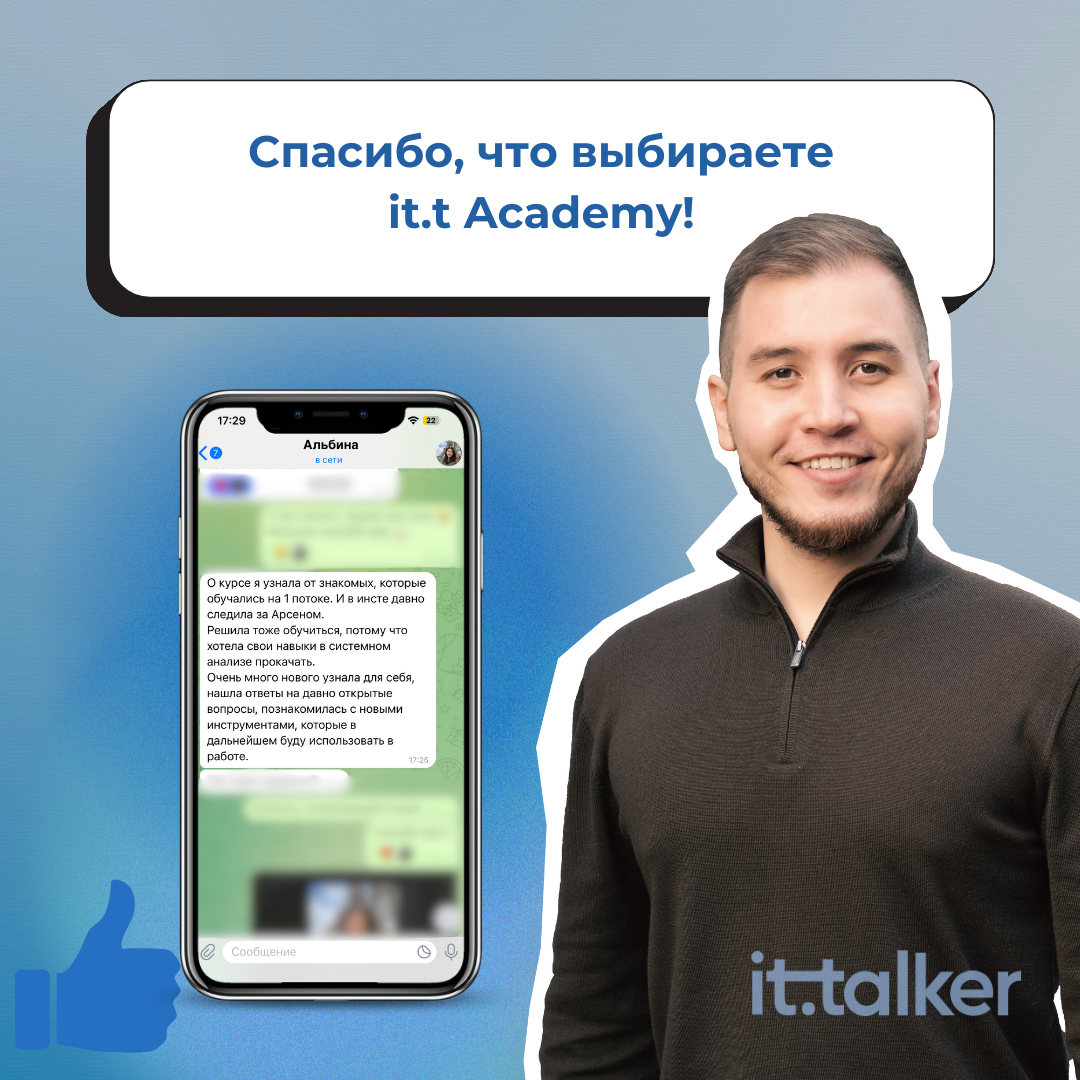 Спасибо, что выбираете
it.t Academy!
17:29
22
7
Альбина
в сети
О курсе я узнала от знакомых, которые
обучались на 1 потоке. И в инсте давно
следила за Арсеном.
Решила тоже обучиться, потому что
хотела свои навыки в системном
анализе прокачать.
Очень много нового узнала для себя,
нашла ответы на давно открытые
вопросы, познакомилась с новыми
инструментами, которые в
дальнейшем буду использовать в
работе.
17:25
Сообщение
it.talker